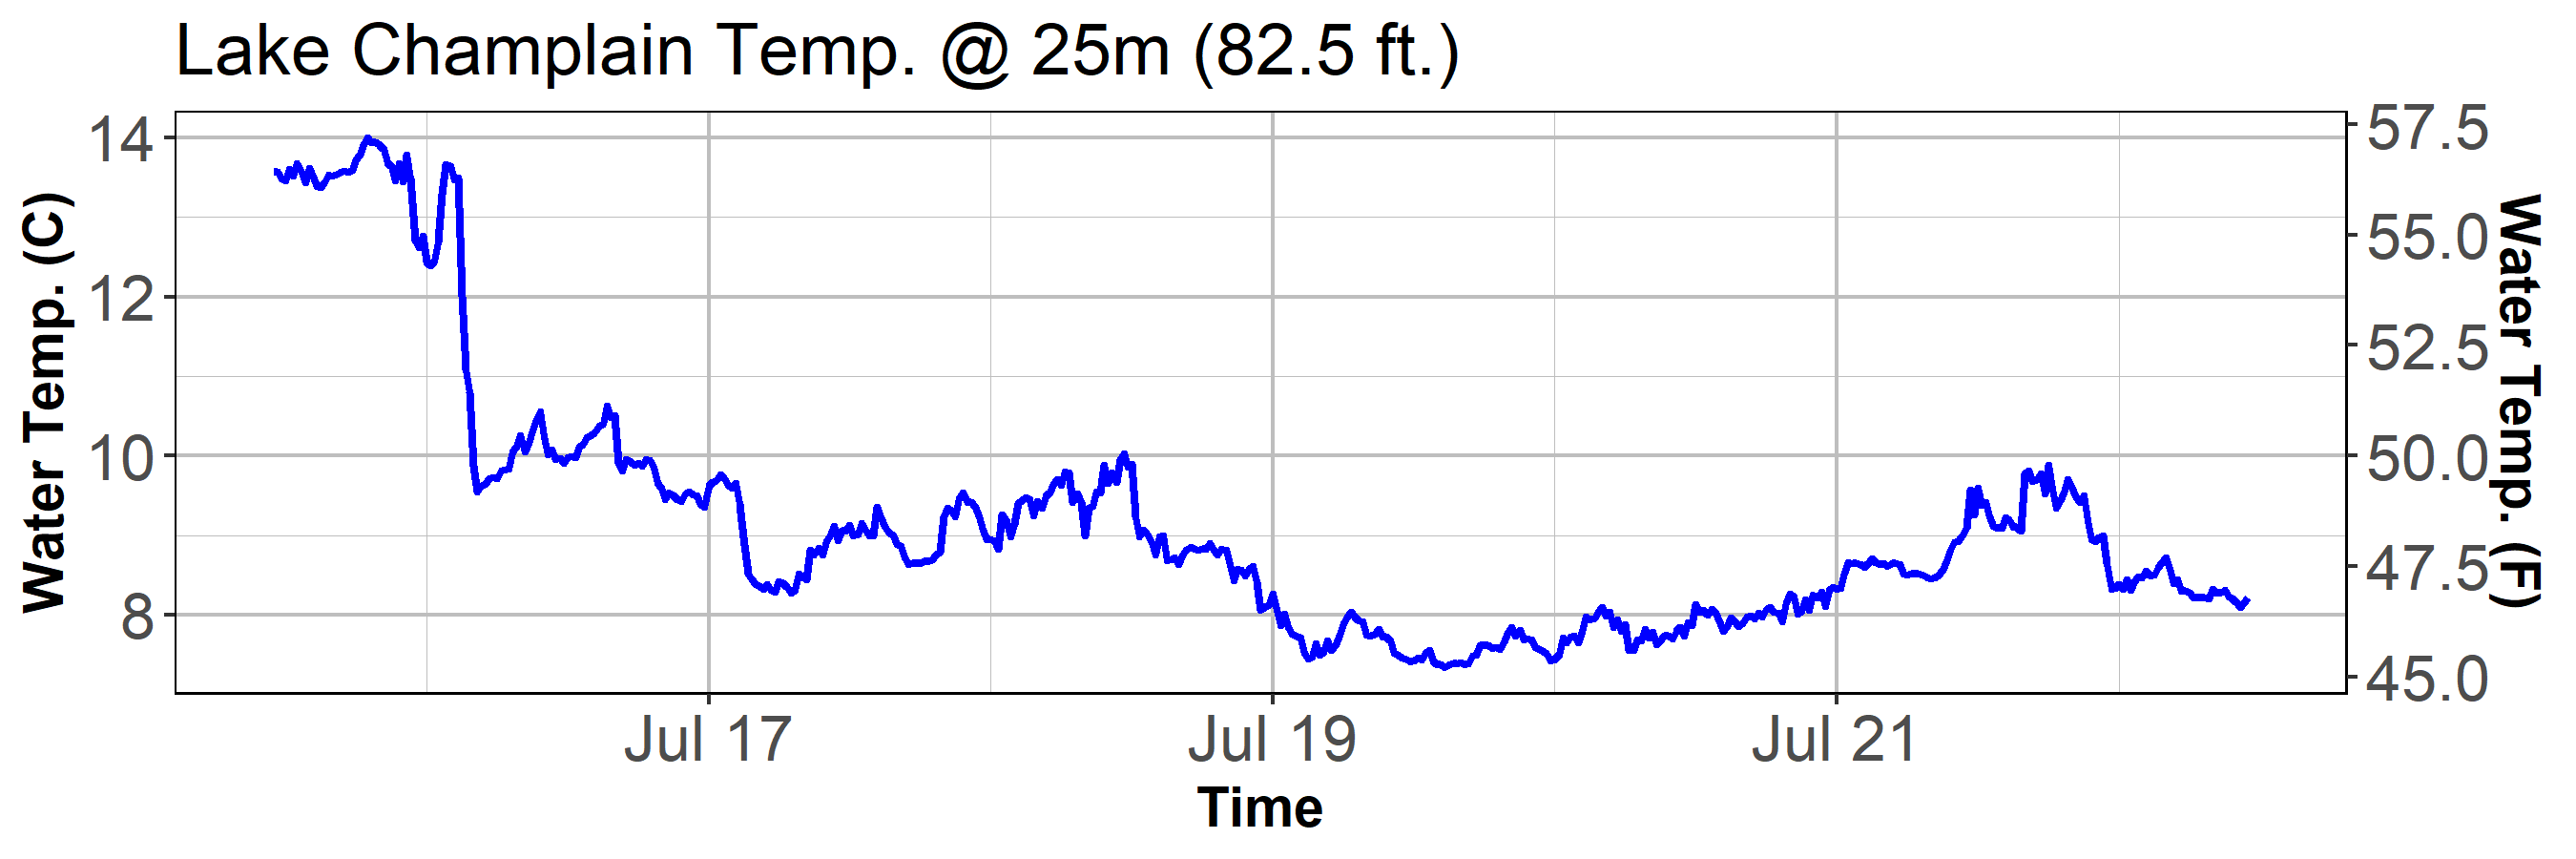 Lake Champlain Temp. @ 25m (82.5 ft.)
Water Temp. (C)
14
12
10
8
57.5
55.0
52.5
50.0
47.5
45.0
Water Temp. (F)
Jul 17
Jul 19
Jul 21
Time